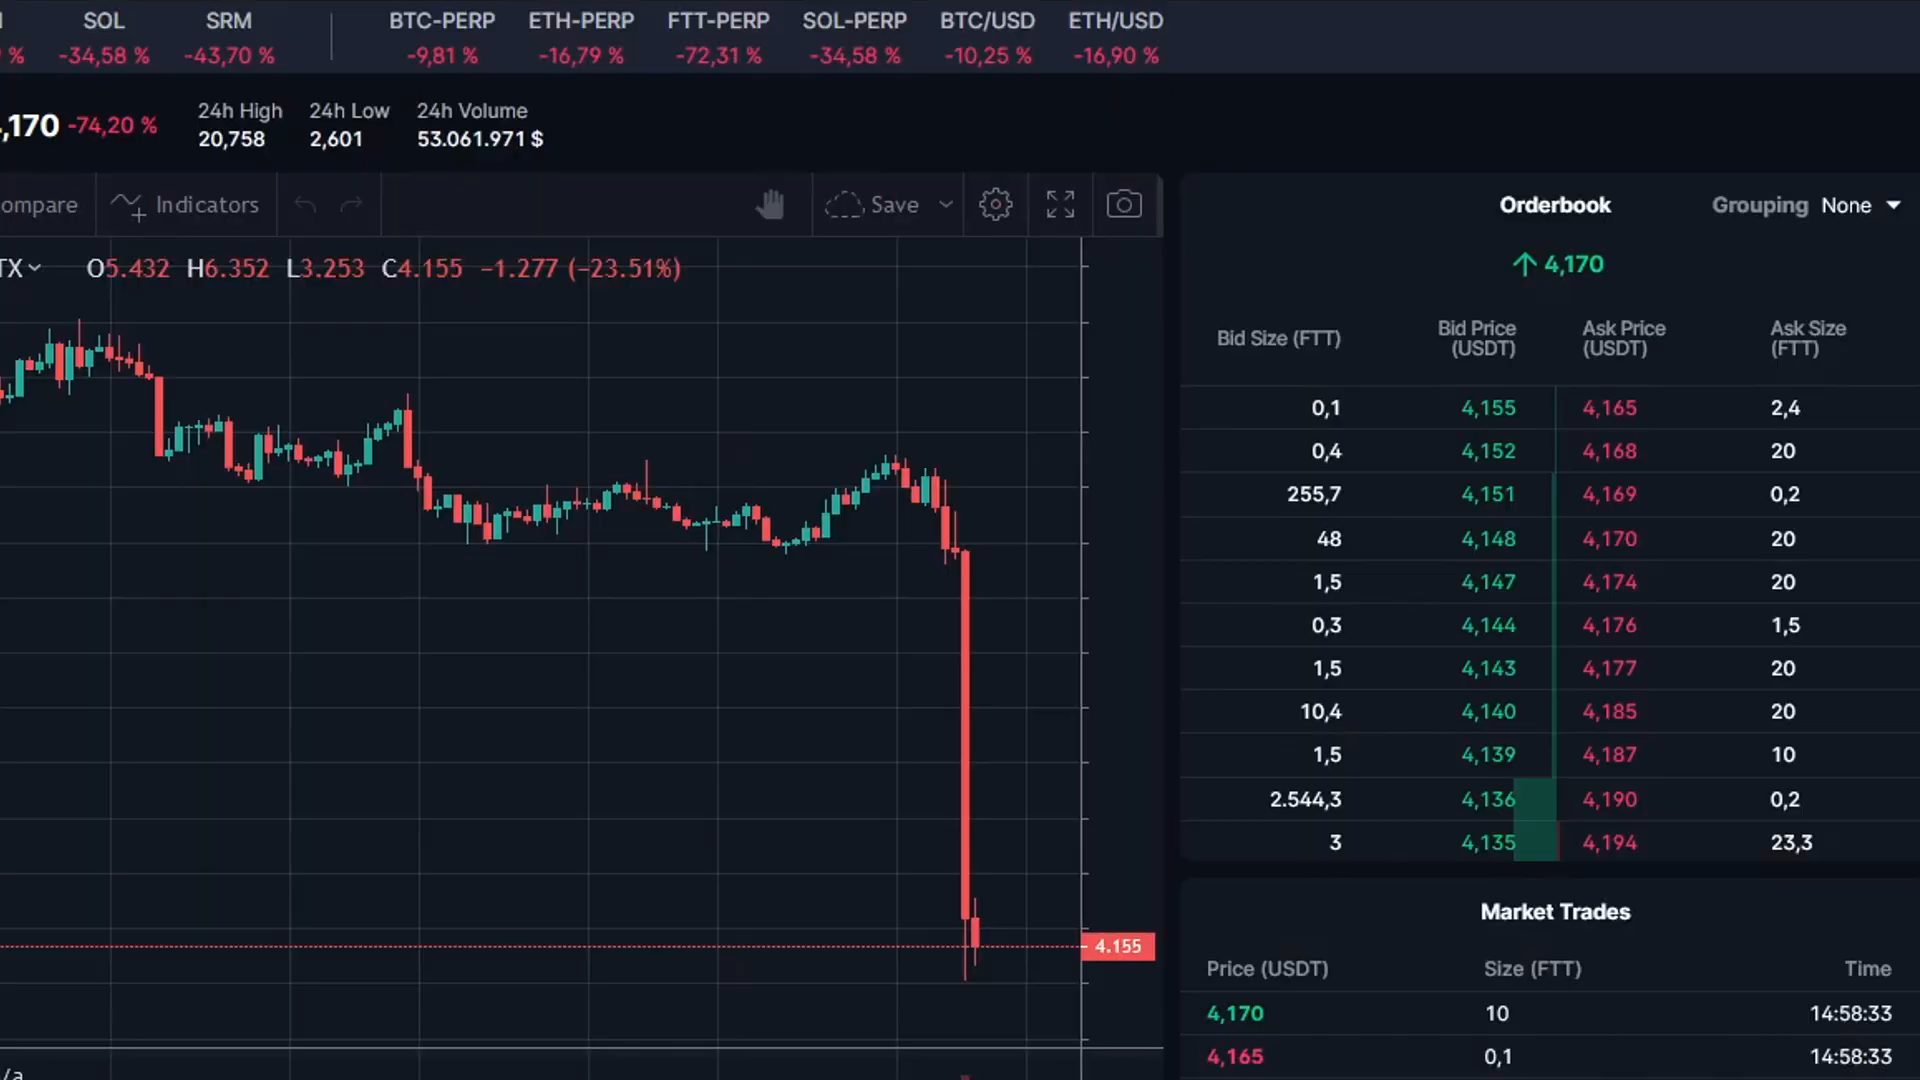 SOL SRM BTC-PERP ETH-PERP FTT-PERP SOL-PERP BTC/USD ETH/USD
% -34,58 % -43,70 % -9,81 % -16,79 % -72,31 % -34,58 % -10,25 % -16,90 %
24h High 24h Low 24h Volume
,170 -74,20 %
20,758 2,601 53.061.971 $
ompare Indicators Save
TX O5.432 H6.352 L3.253 C4.155 −1.277 (−23.51%)
4.155
Orderbook Grouping None
↑ 4,170
Bid Size (FTT) Bid Price (USDT) Ask Price (USDT) Ask Size (FTT)
0,1 4,155 4,165 2,4
0,4 4,152 4,168 20
255,7 4,151 4,169 0,2
48 4,148 4,170 20
1,5 4,147 4,174 20
0,3 4,144 4,176 1,5
1,5 4,143 4,177 20
10,4 4,140 4,185 20
1,5 4,139 4,187 10
2.544,3 4,136 4,190 0,2
3 4,135 4,194 23,3
Market Trades
Price (USDT) Size (FTT) Time
4,170 10 14:58:33
4,165 0,1 14:58:33